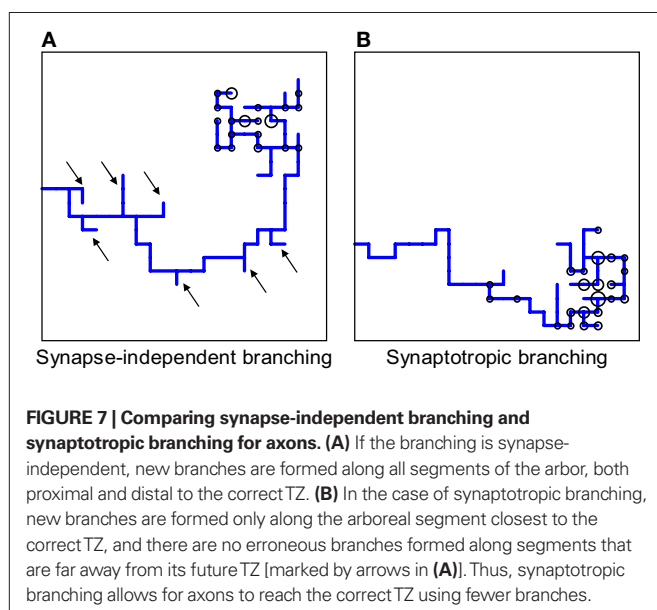 A
B
Synapse-independent branching
Synaptotropic branching
FIGURE 7 | Comparing synapse-independent branching and
synaptotropic branching for axons. (A) If the branching is synapse-
independent, new branches are formed along all segments of the arbor, both
proximal and distal to the correct TZ. (B) In the case of synaptotropic branching,
new branches are formed only along the arboreal segment closest to the
correct TZ, and there are no erroneous branches formed along segments that
are far away from its future TZ [marked by arrows in (A)]. Thus, synaptotropic
branching allows for axons to reach the correct TZ using fewer branches.